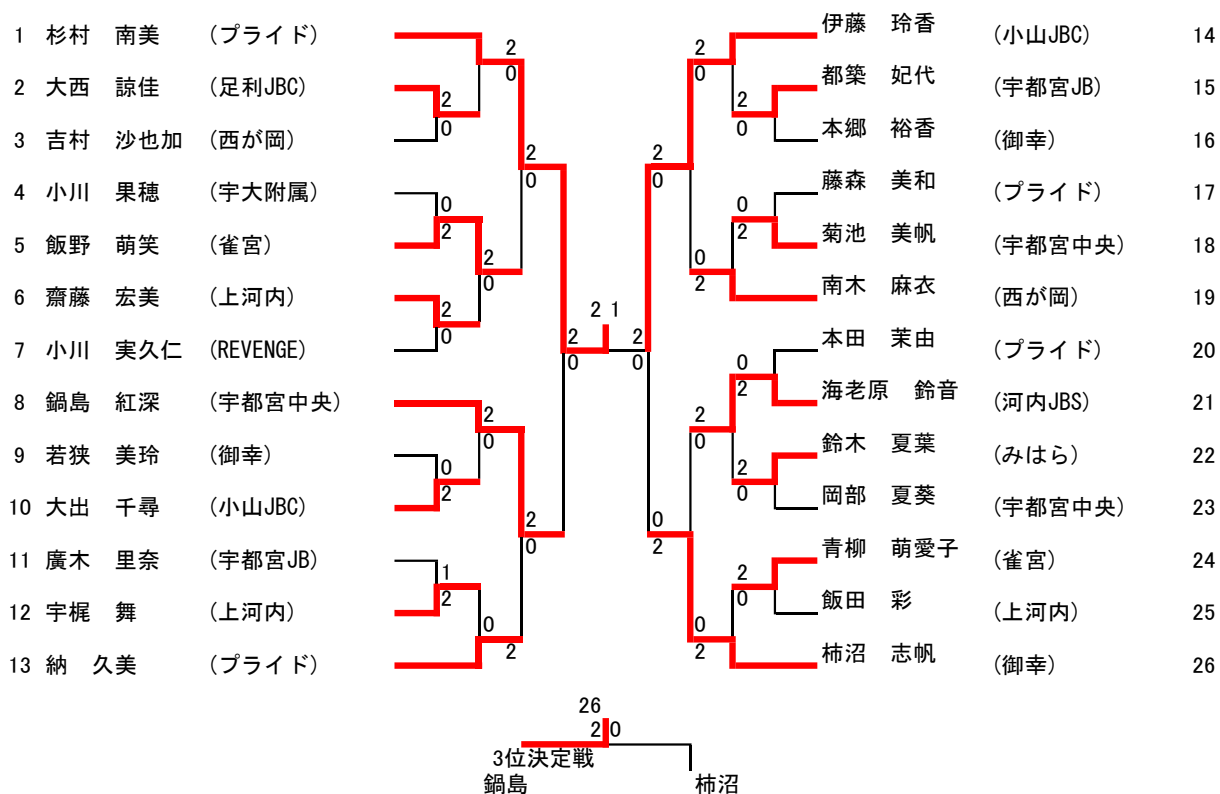 1 杉村 南美 (プライド)
2 大西 諒佳 (足利JBC)
3 吉村 沙也加 (西が岡)
4 小川 果穂 (宇大附属)
5 飯野 萌笑 (雀宮)
6 齋藤 宏美 (上河内)
7 小川 実久仁 (REVENGE)
8 鍋島 紅深 (宇都宮中央)
9 若狭 美玲 (御幸)
10 大出 千尋 (小山JBC)
11 廣木 里奈 (宇都宮JB)
12 宇梶 舞 (上河内)
13 納 久美 (プライド)
2
0
2
0
0
2
2
0
2
0
2
0
2
0
0
2
1
2
0
2
2
0
2
0
2 1
2
0
2
0
0
2
2
0
0
2
2
0
0
2
2
0
0
2
2
0
2
0
0
2
伊藤 玲香 (小山JBC) 14
都築 妃代 (宇都宮JB) 15
本郷 裕香 (御幸) 16
藤森 美和 (プライド) 17
菊池 美帆 (宇都宮中央) 18
南木 麻衣 (西が岡) 19
本田 茉由 (プライド) 20
海老原 鈴音 (河内JBS) 21
鈴木 夏葉 (みはら) 22
岡部 夏葵 (宇都宮中央) 23
青柳 萌愛子 (雀宮) 24
飯田 彩 (上河内) 25
柿沼 志帆 (御幸) 26
26
2 0
3位決定戦
鍋島 柿沼